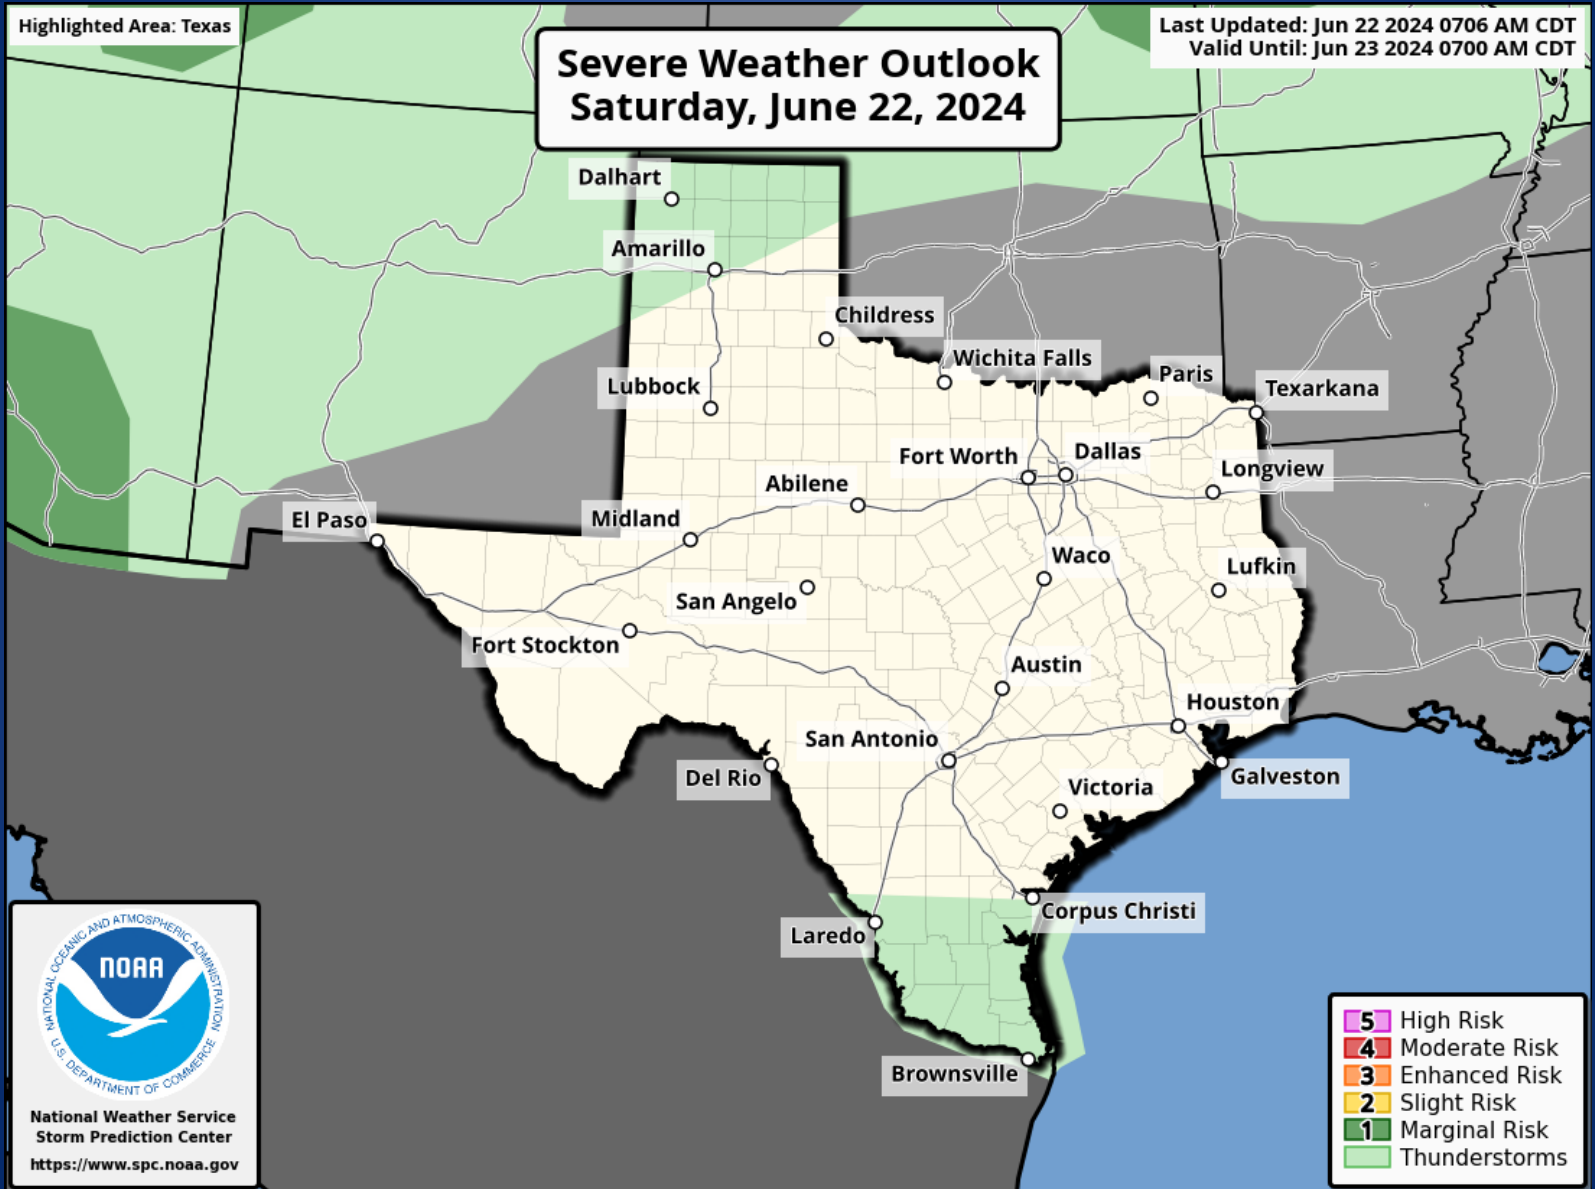 Highlighted Area: Texas
Severe Weather Outlook
Saturday, June 22, 2024
Last Updated: Jun 22 2024 0706 AM CDT
Valid Until: Jun 23 2024 0700 AM CDT
Dalhart
Amarillo
Childress
Wichita Falls
Paris
Texarkana
Lubbock
Fort Worth
Dallas
Longview
Abilene
El Paso
Midland
Waco
Lufkin
San Angelo
Fort Stockton
Austin
Houston
San Antonio
Del Rio
Galveston
Victoria
Corpus Christi
Laredo
Brownsville
NATIONAL OCEANIC AND ATMOSPHERIC ADMINISTRATION
NOAA
U.S. DEPARTMENT OF COMMERCE
National Weather Service
Storm Prediction Center
https://www.spc.noaa.gov
5 High Risk
4 Moderate Risk
3 Enhanced Risk
2 Slight Risk
1 Marginal Risk
Thunderstorms